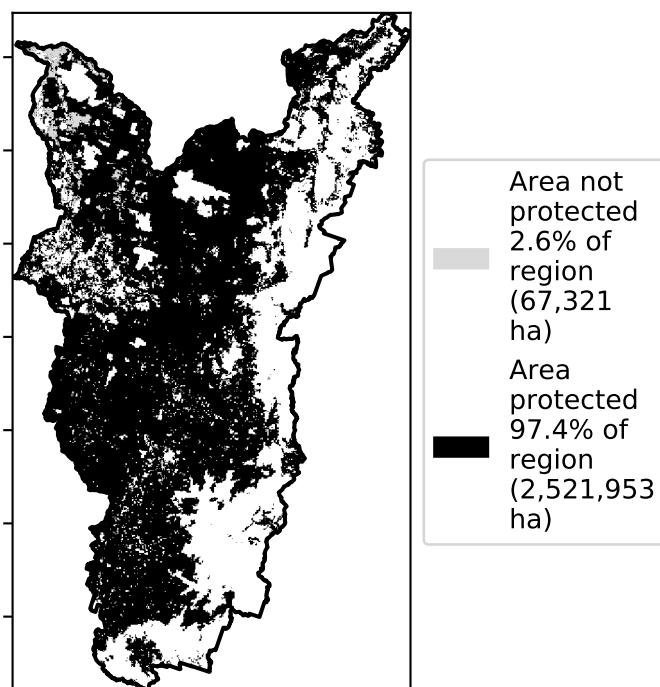 Area not
protected
2.6% of
region
(67,321
ha)
Area
protected
97.4% of
region
(2,521,953
ha)